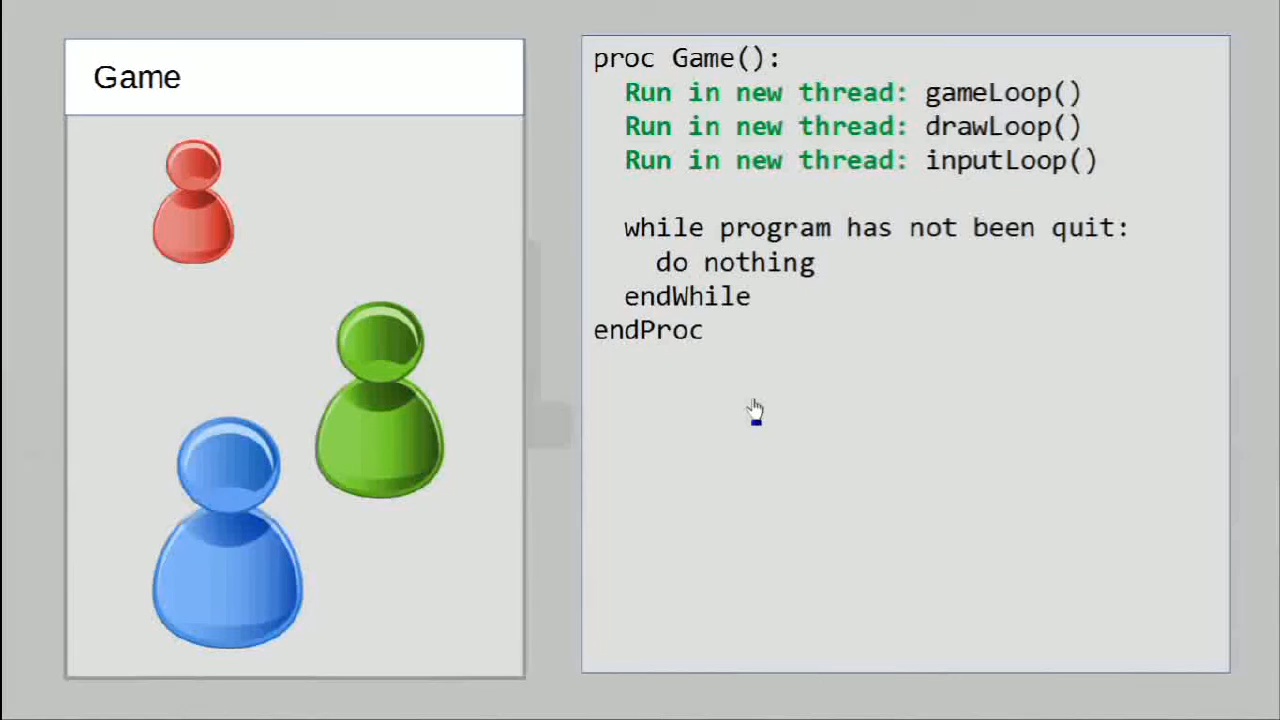 Game
proc Game():
Run in new thread: gameLoop()
Run in new thread: drawLoop()
Run in new thread: inputLoop()
while program has not been quit:
do nothing
endWhile
endProc